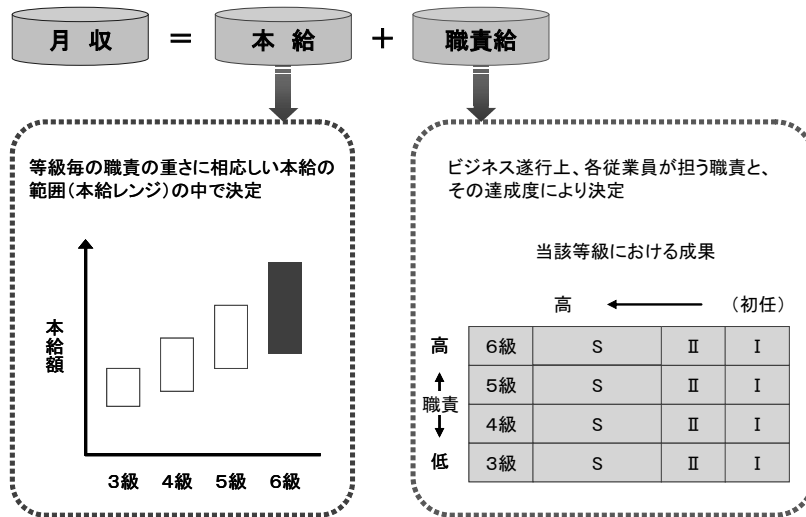 月 収 = 本 給 + 職責給
等級毎の職責の重さに相応しい本給の
範囲(本給レンジ)の中で決定
本給額
3級 4級 5級 6級
ビジネス遂行上、各従業員が担う職責と、
その達成度により決定
当該等級における成果
高 (初任)
高 6級 S Ⅱ Ⅰ
5級 S Ⅱ Ⅰ
職責
4級 S Ⅱ Ⅰ
低 3級 S Ⅱ Ⅰ